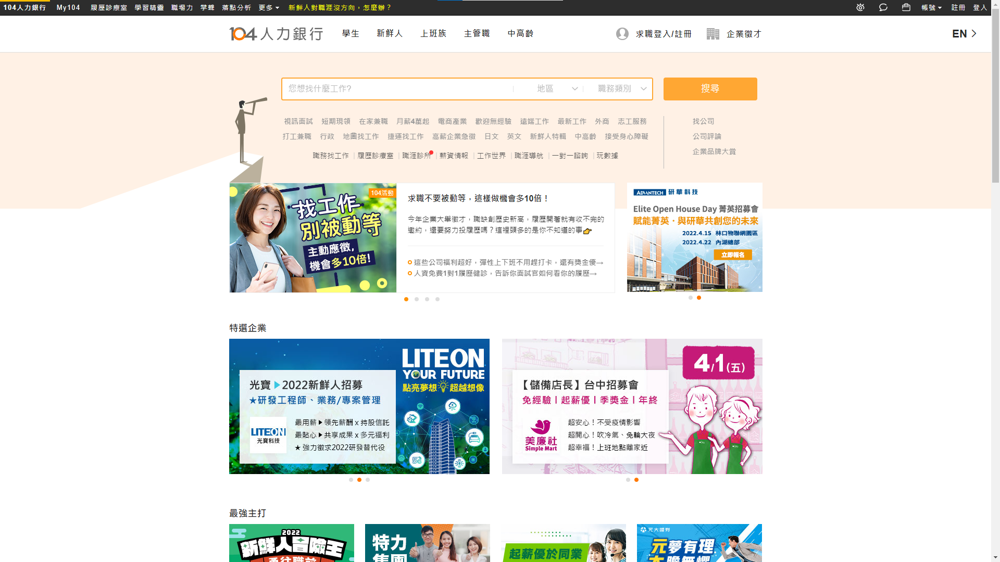 104人力銀行 My104 履歷診療室 學習精靈 職場力 掌聲 落點分析 更多 新鮮人對職涯沒方向，怎麼辦？ 帳號 註冊 登入
104人力銀行 學生 新鮮人 上班族 主管職 中高齡 求職登入/註冊 企業徵才 EN
您想找什麼工作? 地區 職務類別 搜尋
視訊面試 短期現領 在家兼職 月薪4萬起 電商產業 歡迎無經驗 遠端工作 最新工作 外商 志工服務
打工兼職 行政 地圖找工作 捷運找工作 高薪企業急徵 日文 英文 新鮮人特輯 中高齡 接受身心障礙
職務找工作 履歷診療室 職涯診所 薪資情報 工作世界 職涯導航 一對一諮詢 玩數據
找公司
公司評論
企業品牌大賞
104活動
找工作
別被動等
主動應徵,
機會多10倍!
求職不要被動等，這樣做機會多10倍！
今年企業大舉徵才，職缺創歷史新高，履歷開著就有收不完的
邀約，還要努力投履歷嗎？這裡頭多的是你不知道的事👉
這些公司福利超好，彈性上下班不用趕打卡，還有獎金優→
人資免費1對1履歷健診，告訴你面試官如何看你的履歷→
ADVANTECH 研華科技
Elite Open House Day 菁英招募會
賦能菁英・與研華共創您的未來
2022.4.15 林口物聯網園區
2022.4.22 內湖總部
立即報名
特選企業
LITEON
YOUR FUTURE
點亮夢想 超越想像
光寶▶2022新鮮人招募
★研發工程師、業務/專案管理
LITEON
光寶科技
最用薪▶領先薪酬x持股信託
最貼心▶共享成果x多元福利
★強力徵求2022研發替代役
5G
4/1(五)
【儲備店長】台中招募會
免經驗 | 起薪優 | 季獎金 | 年終
美廉社
Simple Mart
超安心！不受疫情影響
超開心！吹冷氣、免輪大夜
超幸福！上班地點離家近
最強主打
2022
新鮮人冒險王
勇往職前
特力
集團
起薪優於同業
元大證券
元夢有理
大膽無懼